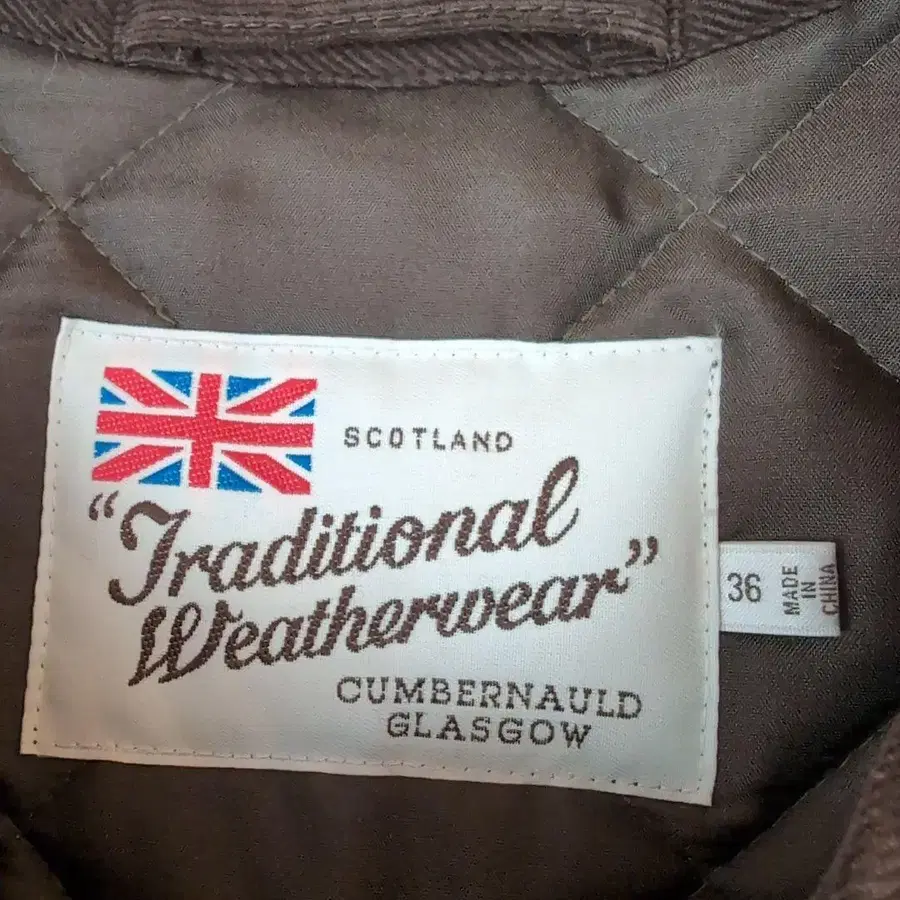 SCOTLAND
"Traditional
Weatherwear"
CUMBERNAULD
GLASGOW
36
MADE
IN
CHINA